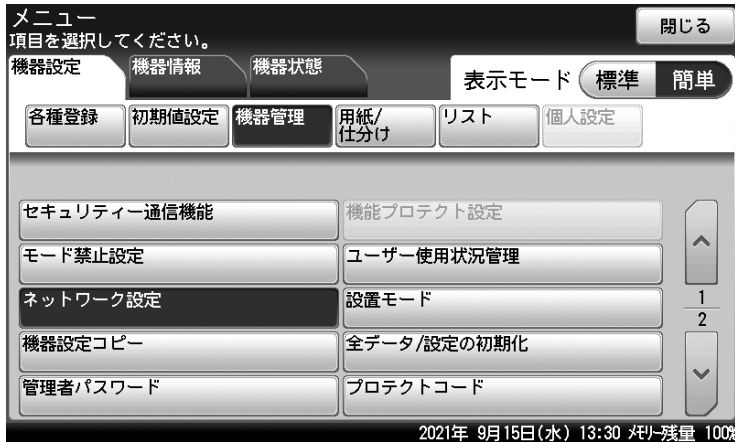 メニュー
項目を選択してください。
閉じる
機器設定
機器情報
機器状態
表示モード
標準
簡単
各種登録
初期値設定
機器管理
用紙/
仕分け
リスト
個人設定
セキュリティー通信機能
機能プロテクト設定
モード禁止設定
ユーザー使用状況管理
ネットワーク設定
設置モード
1
2
機器設定コピー
全データ/設定の初期化
管理者パスワード
プロテクトコード
2021年 9月15日(水) 13:30 ﾒﾓﾘｰ残量 100%